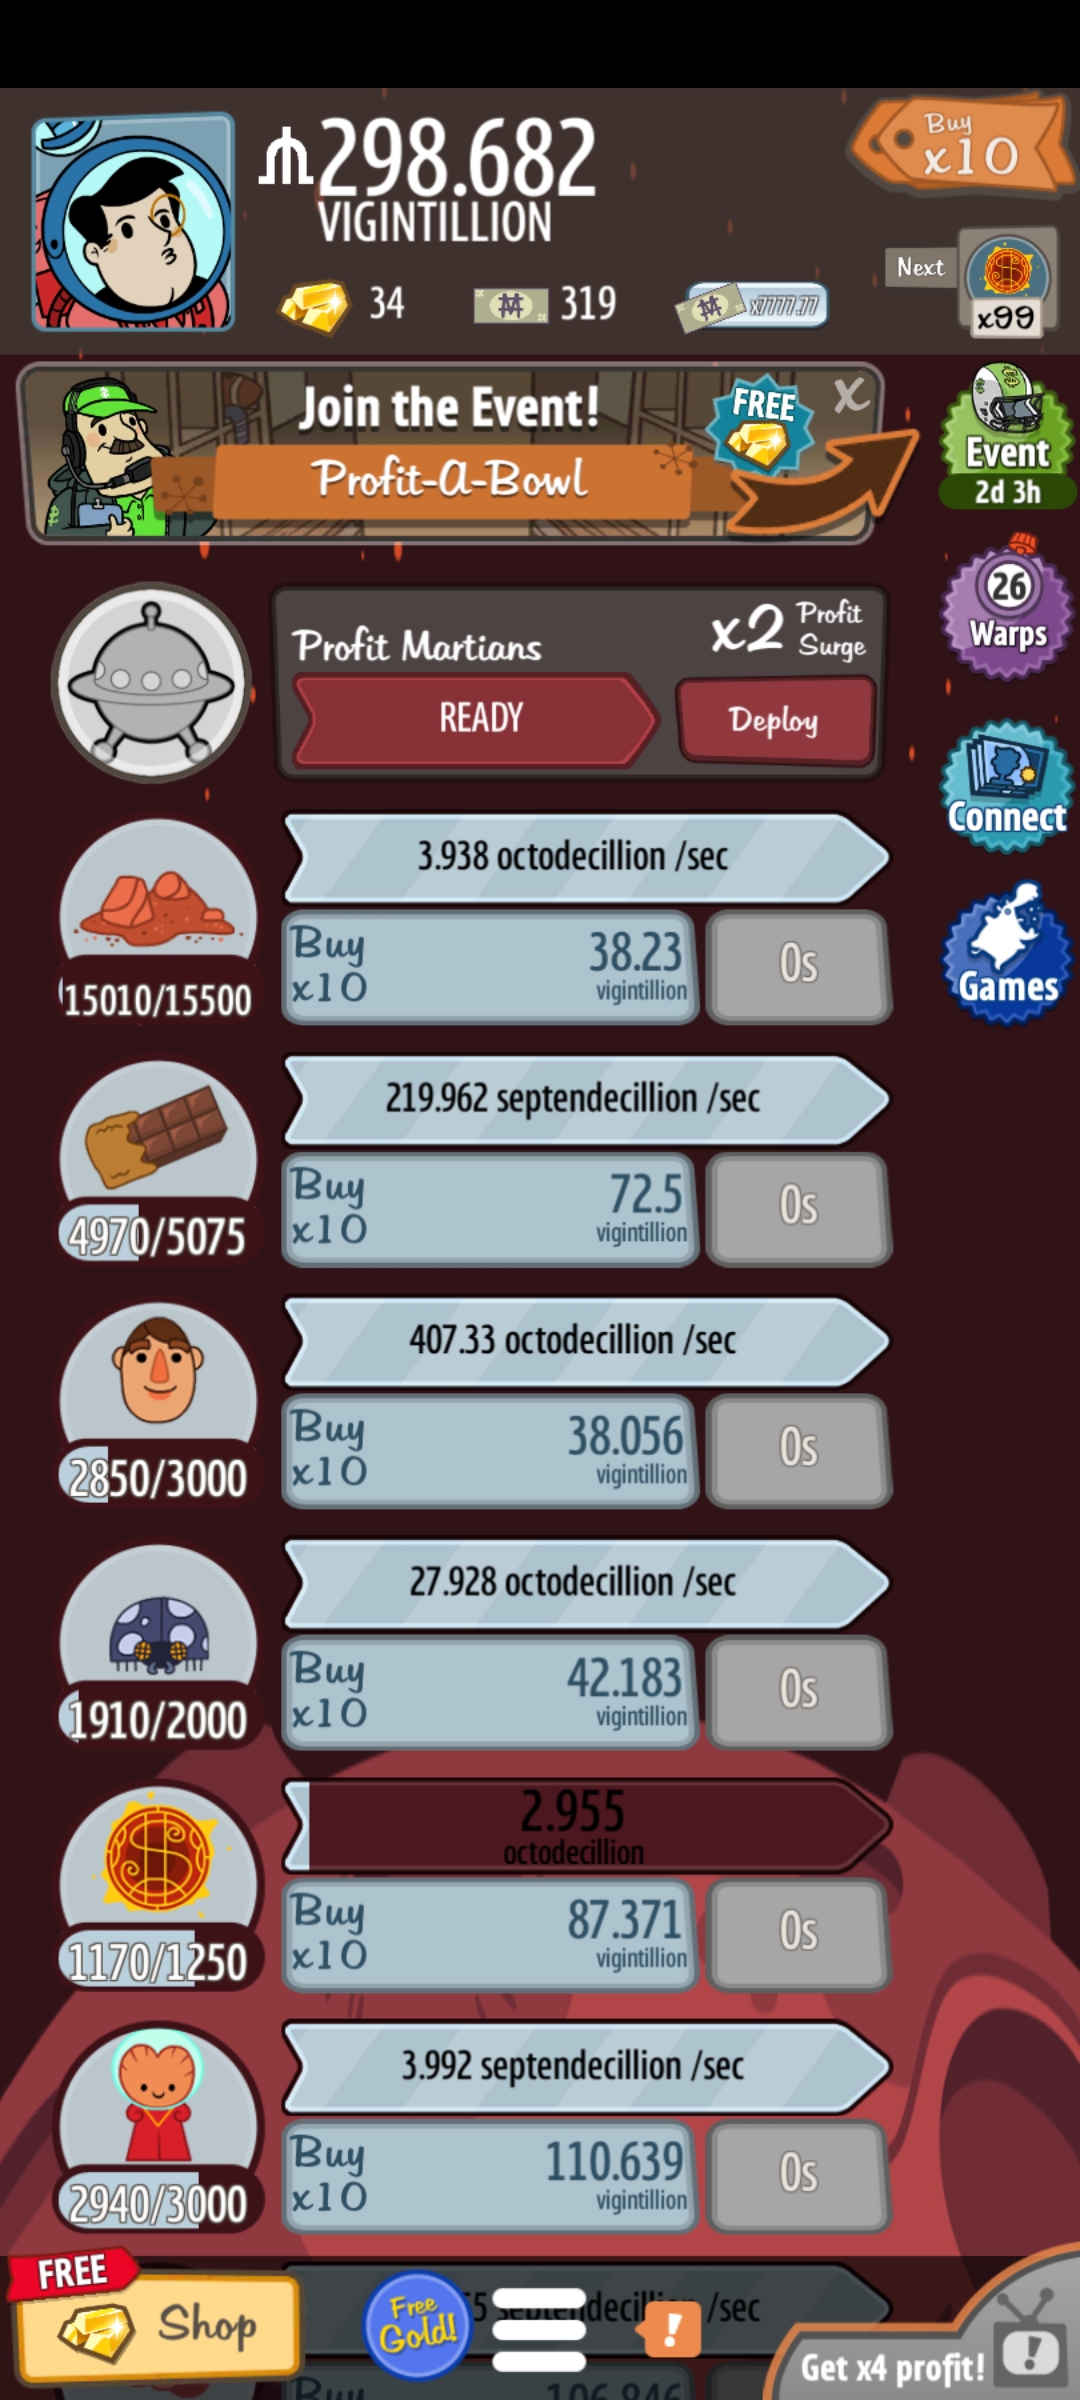 298.682
VIGINTILLION
Buy
x10
34
319
x7777.77
Next
x99
Join the Event!
Profit-A-Bowl
FREE
X
Event
2d 3h
Profit Martians
x2 Profit
Surge
READY
Deploy
26
Warps
Connect
Games
3.938 octodecillion /sec
15010/15500
Buy
x10
38.23
vigintillion
0s
219.962 septendecillion /sec
4970/5075
Buy
x10
72.5
vigintillion
0s
407.33 octodecillion /sec
2850/3000
Buy
x10
38.056
vigintillion
0s
27.928 octodecillion /sec
1910/2000
Buy
x10
42.183
vigintillion
0s
2.955
octodecillion
1170/1250
Buy
x10
87.371
vigintillion
0s
3.992 septendecillion /sec
2940/3000
Buy
x10
110.639
vigintillion
0s
FREE
Shop
Free
Gold!
/sec
!
Get x4 profit!
!
Buy
106.846